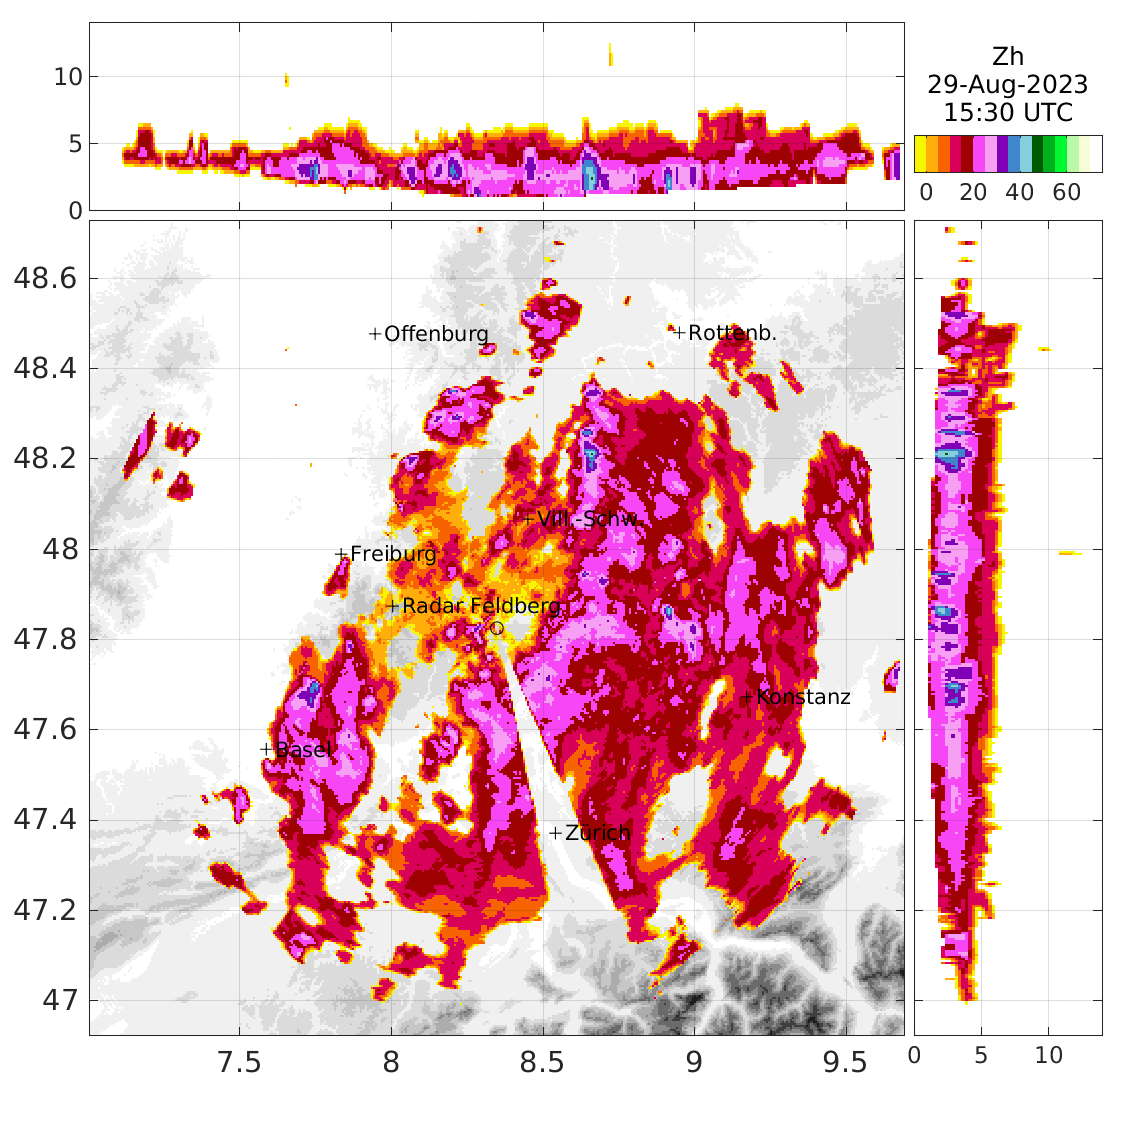 10
5
0
Zh
29-Aug-2023
15:30 UTC
0 20 40 60
48.6
48.4
48.2
48
47.8
47.6
47.4
47.2
47
+Offenburg
+Rottenb.
+Vill.-Schw.
+Freiburg
+Radar Feldberg
+Konstanz
+Basel
+Zürich
7.5 8 8.5 9 9.5
0 5 10